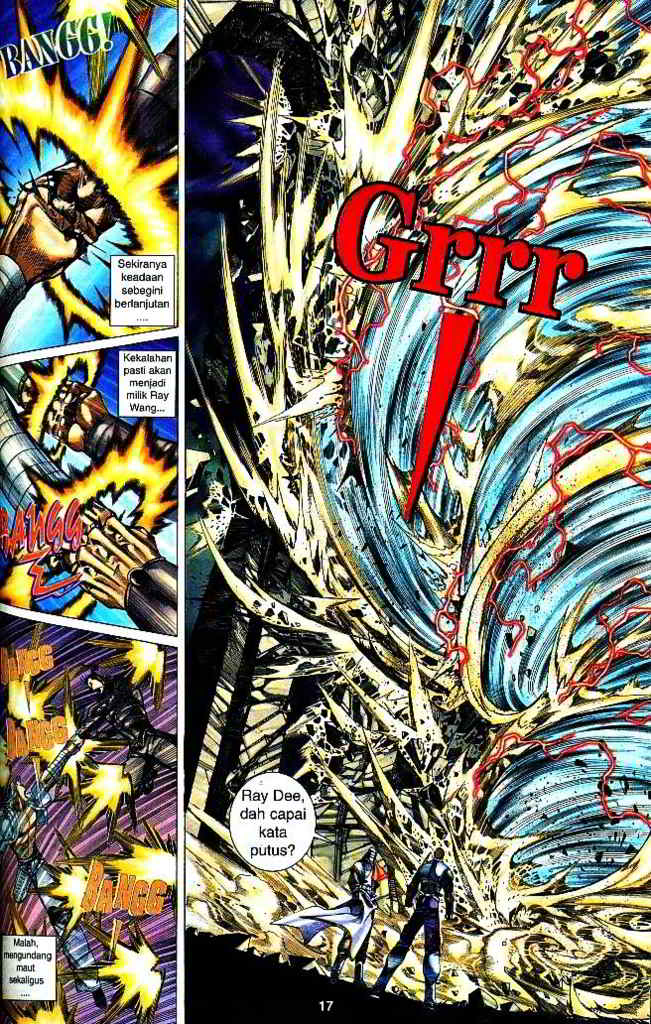 BANGG!
Sekiranya
keadaan
sebegini
berlanjutan
....
Kekalahan
pasti akan
menjadi
milik Ray
Wang...
BANGG
BANGG
BANGG
BANGG
!
Malah,
mengundang
maut
sekaligus
....
Grrr
!
Ray Dee,
dah capai
kata
putus?
17